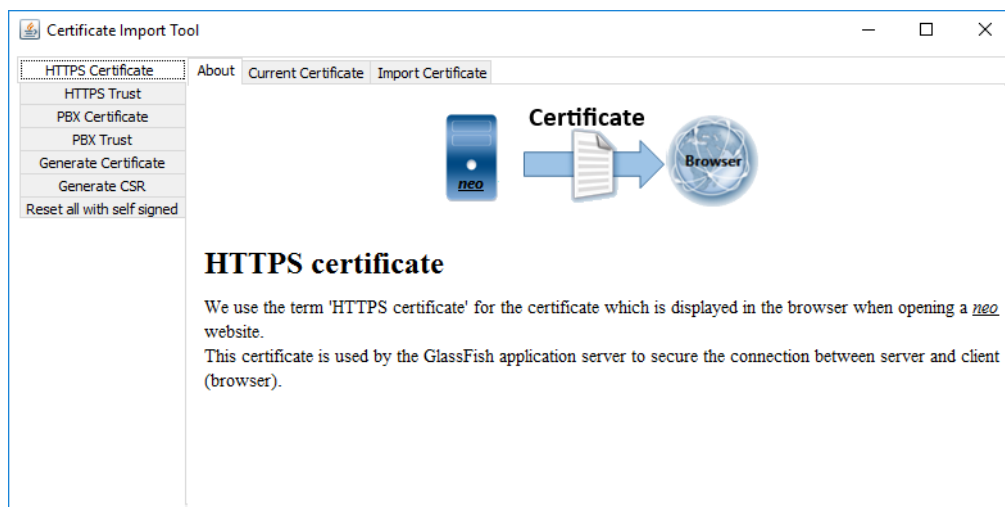 Certificate Import Tool
HTTPS Certificate
HTTPS Trust
PBX Certificate
PBX Trust
Generate Certificate
Generate CSR
Reset all with self signed
About Current Certificate Import Certificate
Certificate
neo
Browser
HTTPS certificate
We use the term 'HTTPS certificate' for the certificate which is displayed in the browser when opening a neo
website.
This certificate is used by the GlassFish application server to secure the connection between server and client
(browser).